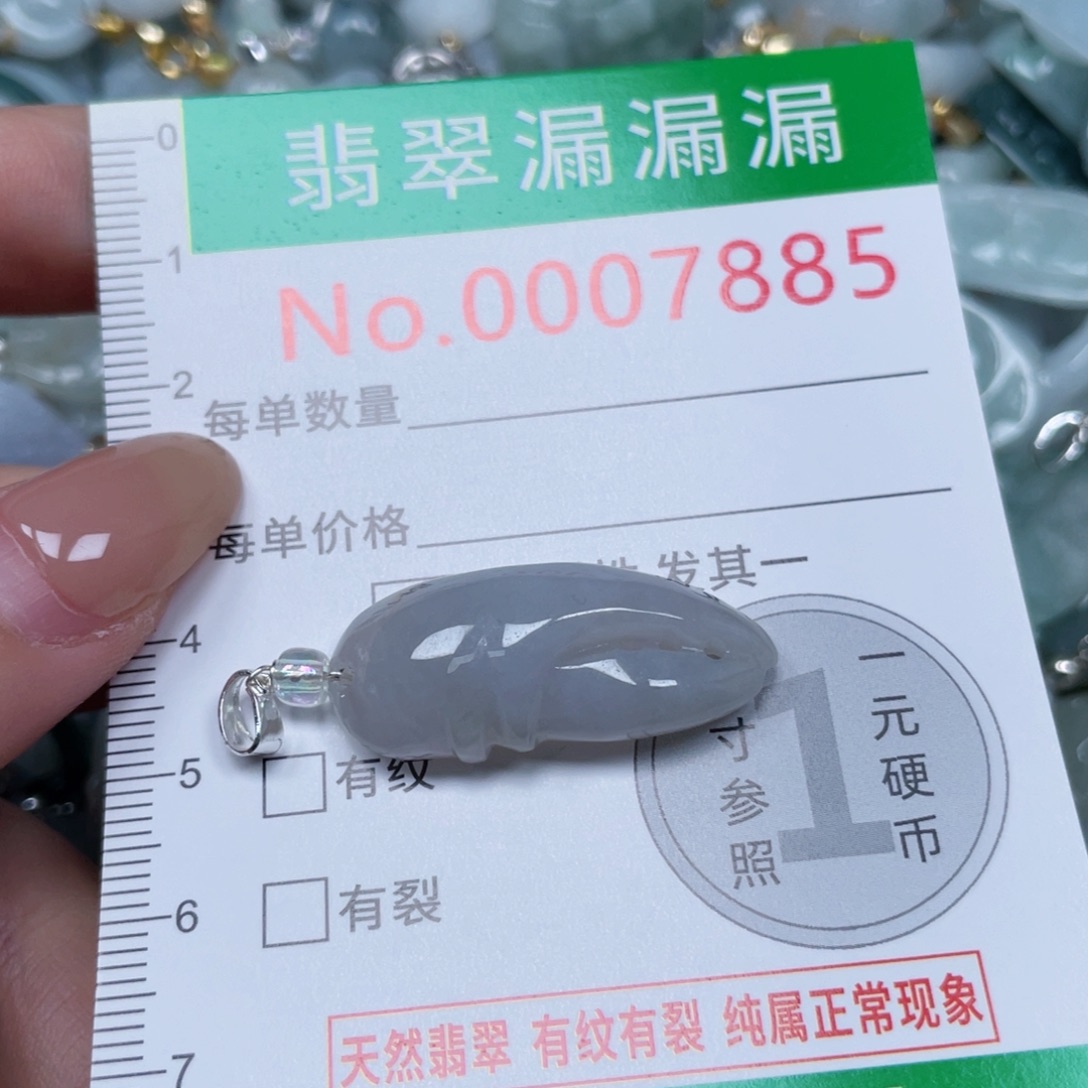 翡翠漏漏漏
No.0007885
每单数量
每单价格
发其一
有纹
有裂
一元硬币
寸参照
1
天然翡翠 有纹有裂 纯属正常现象
0
1
2
4
5
6
7